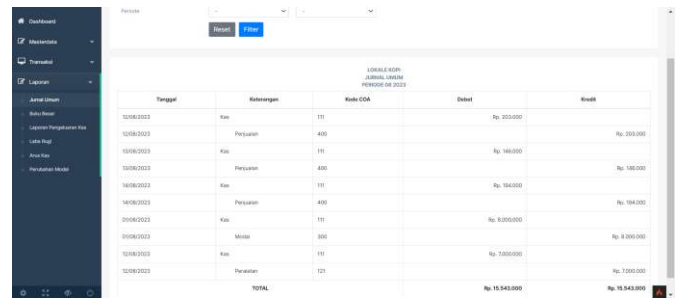 Dashboard
Masterdata
Transaksi
Laporan
Jurnal Umum
Buku Besar
Laporan Pengeluaran Kas
Laba Rugi
Arus Kas
Perubahan Modal
Periode
- -
Reset Filter
LOKALE KOPI
JURNAL UMUM
PERIODE 08 2023
Tanggal Keterangan Kode COA Debet Kredit
12/08/2023 Kas 111 Rp. 203.000
12/08/2023 Penjualan 400 Rp. 203.000
13/08/2023 Kas 111 Rp. 146.000
13/08/2023 Penjualan 400 Rp. 146.000
14/08/2023 Kas 111 Rp. 194.000
14/08/2023 Penjualan 400 Rp. 194.000
01/08/2023 Kas 111 Rp. 8.000.000
01/08/2023 Modal 300 Rp. 8.000.000
12/08/2023 Kas 111 Rp. 7.000.000
12/08/2023 Peralatan 121 Rp. 7.000.000
TOTAL Rp. 15.543.000 Rp. 15.543.000